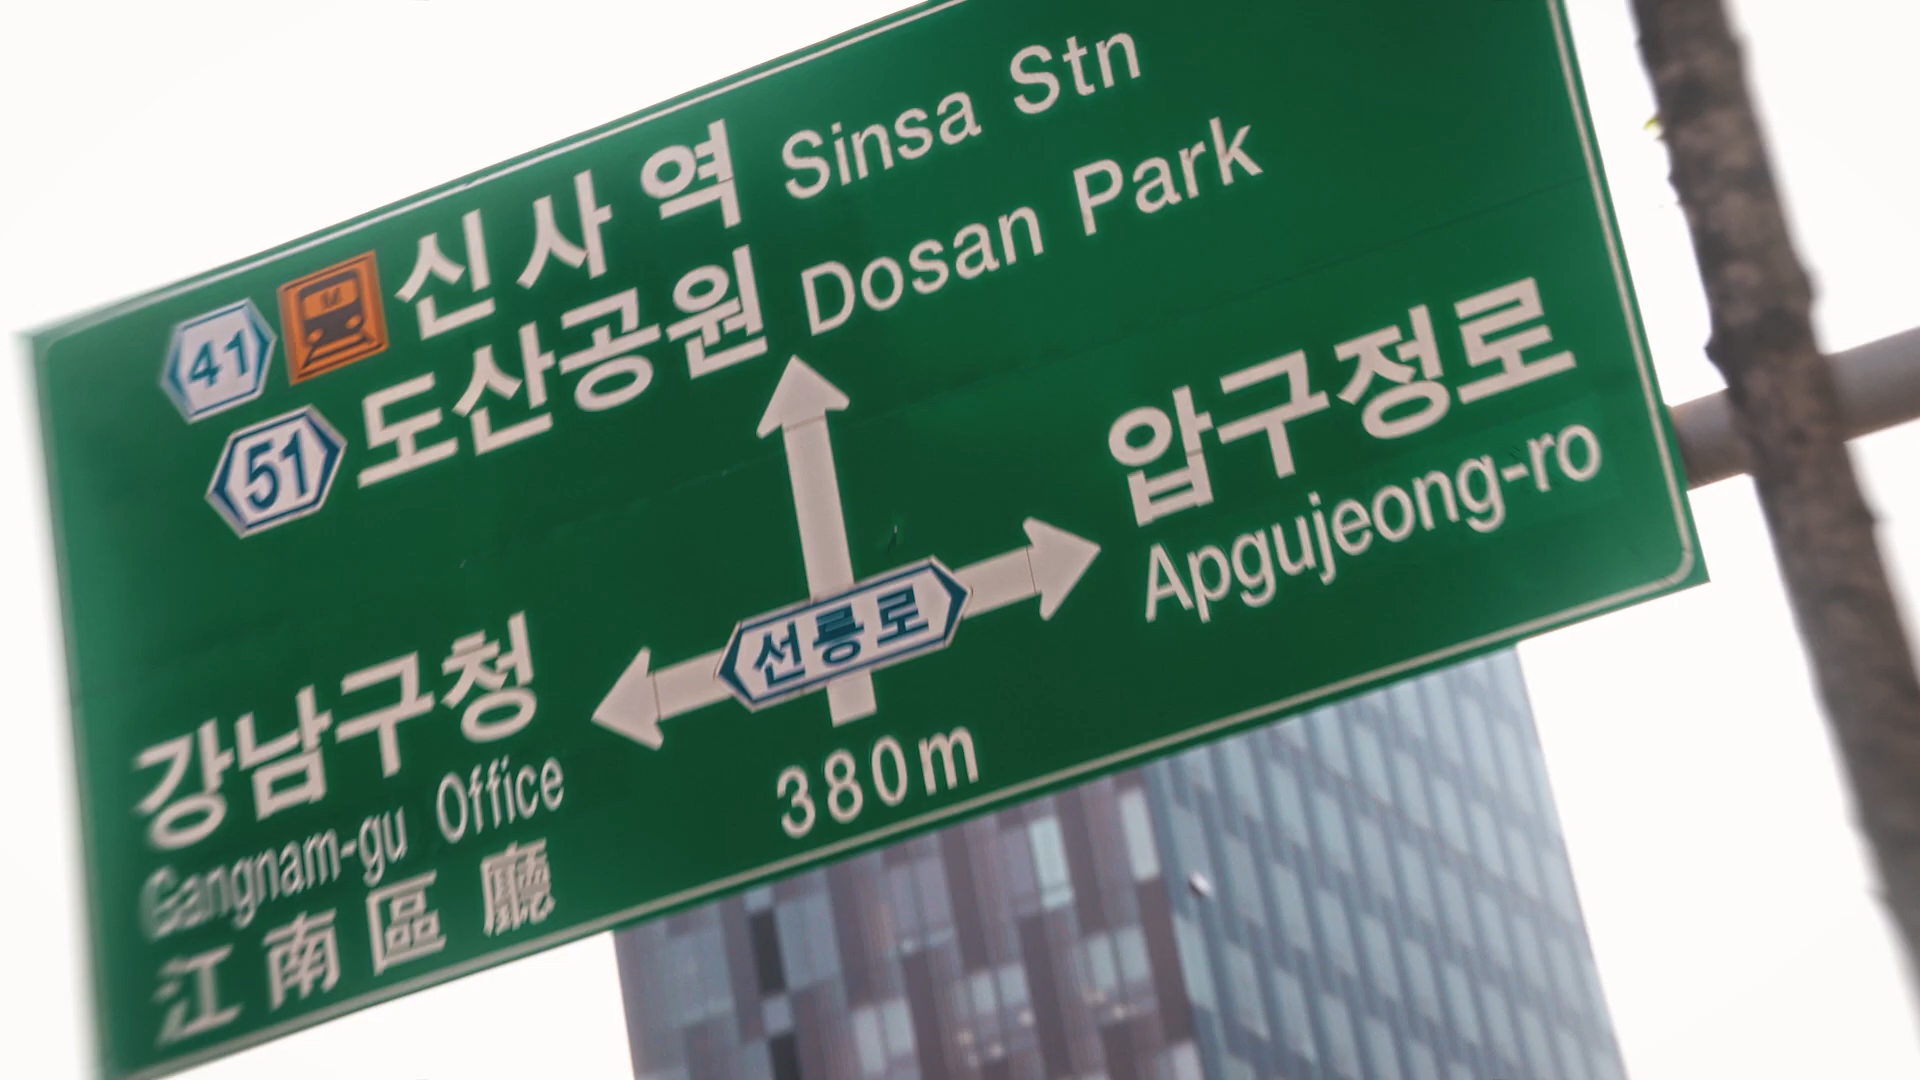 41 신사역 Sinsa Stn
51 도산공원 Dosan Park
압구정로
Apgujeong-ro
선릉로
강남구청
Gangnam-gu Office
江南區廳
380m